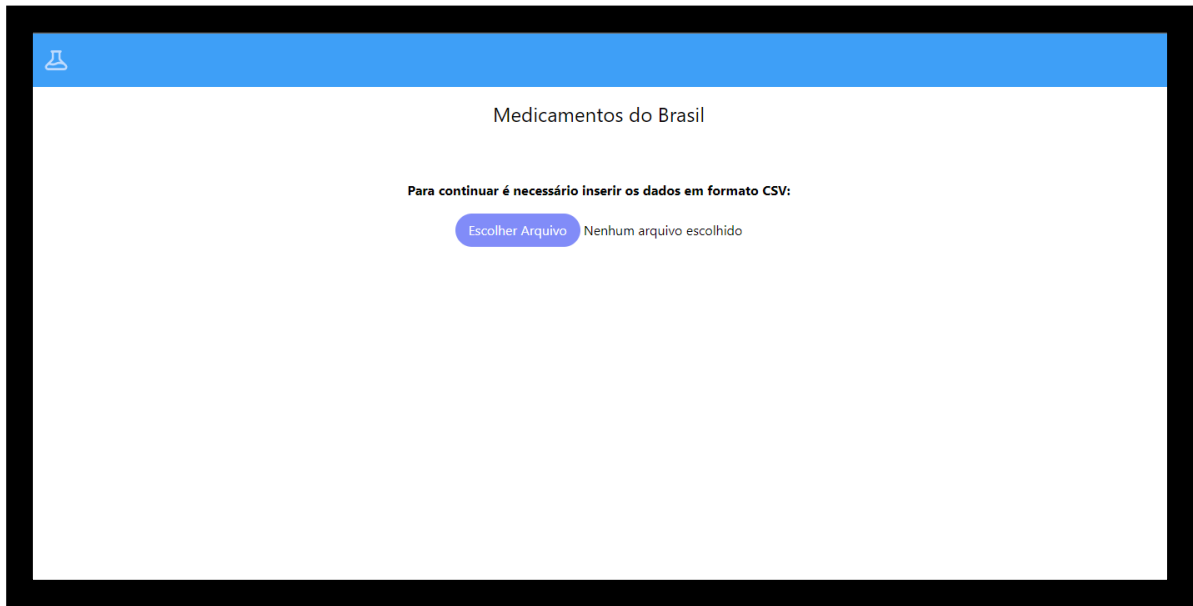 Medicamentos do Brasil
Para continuar é necessário inserir os dados em formato CSV:
Escolher Arquivo Nenhum arquivo escolhido